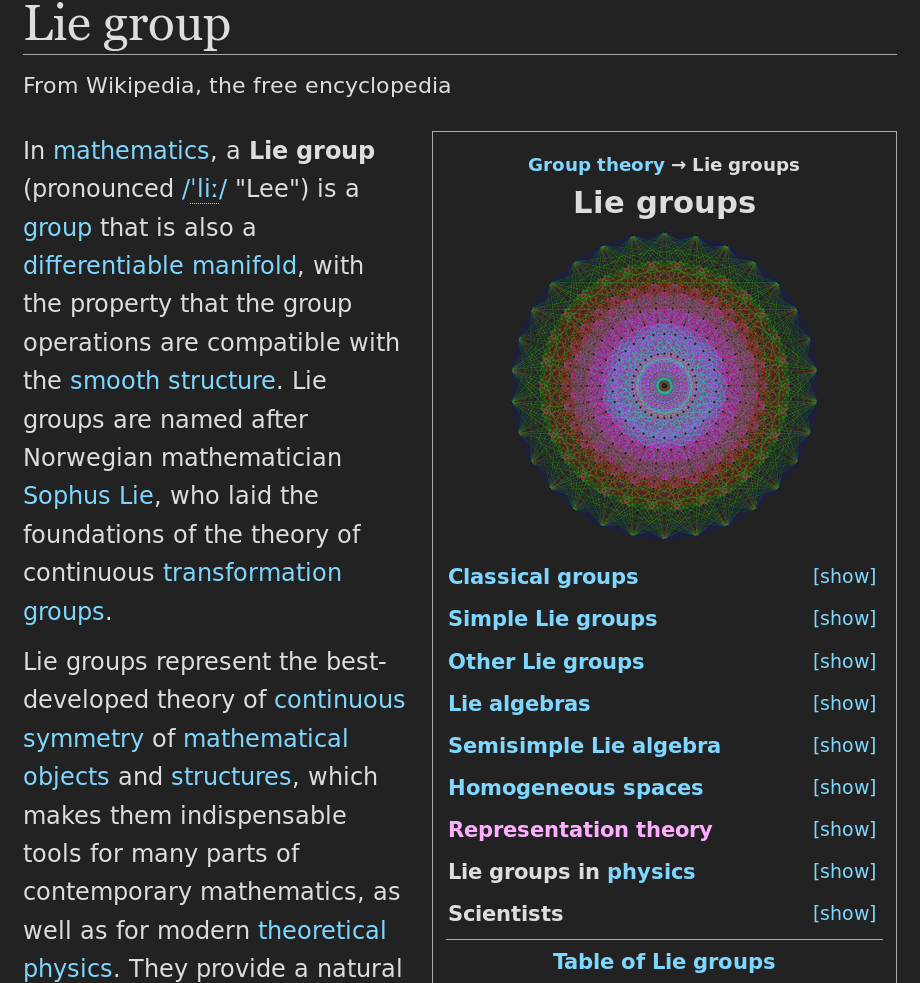 Lie group
From Wikipedia, the free encyclopedia
In mathematics, a Lie group
(pronounced /ˈliː/ "Lee") is a
group that is also a
differentiable manifold, with
the property that the group
operations are compatible with
the smooth structure. Lie
groups are named after
Norwegian mathematician
Sophus Lie, who laid the
foundations of the theory of
continuous transformation
groups.
Lie groups represent the best-
developed theory of continuous
symmetry of mathematical
objects and structures, which
makes them indispensable
tools for many parts of
contemporary mathematics, as
well as for modern theoretical
physics. They provide a natural
Group theory → Lie groups
Lie groups
Classical groups [show]
Simple Lie groups [show]
Other Lie groups [show]
Lie algebras [show]
Semisimple Lie algebra [show]
Homogeneous spaces [show]
Representation theory [show]
Lie groups in physics [show]
Scientists [show]
Table of Lie groups